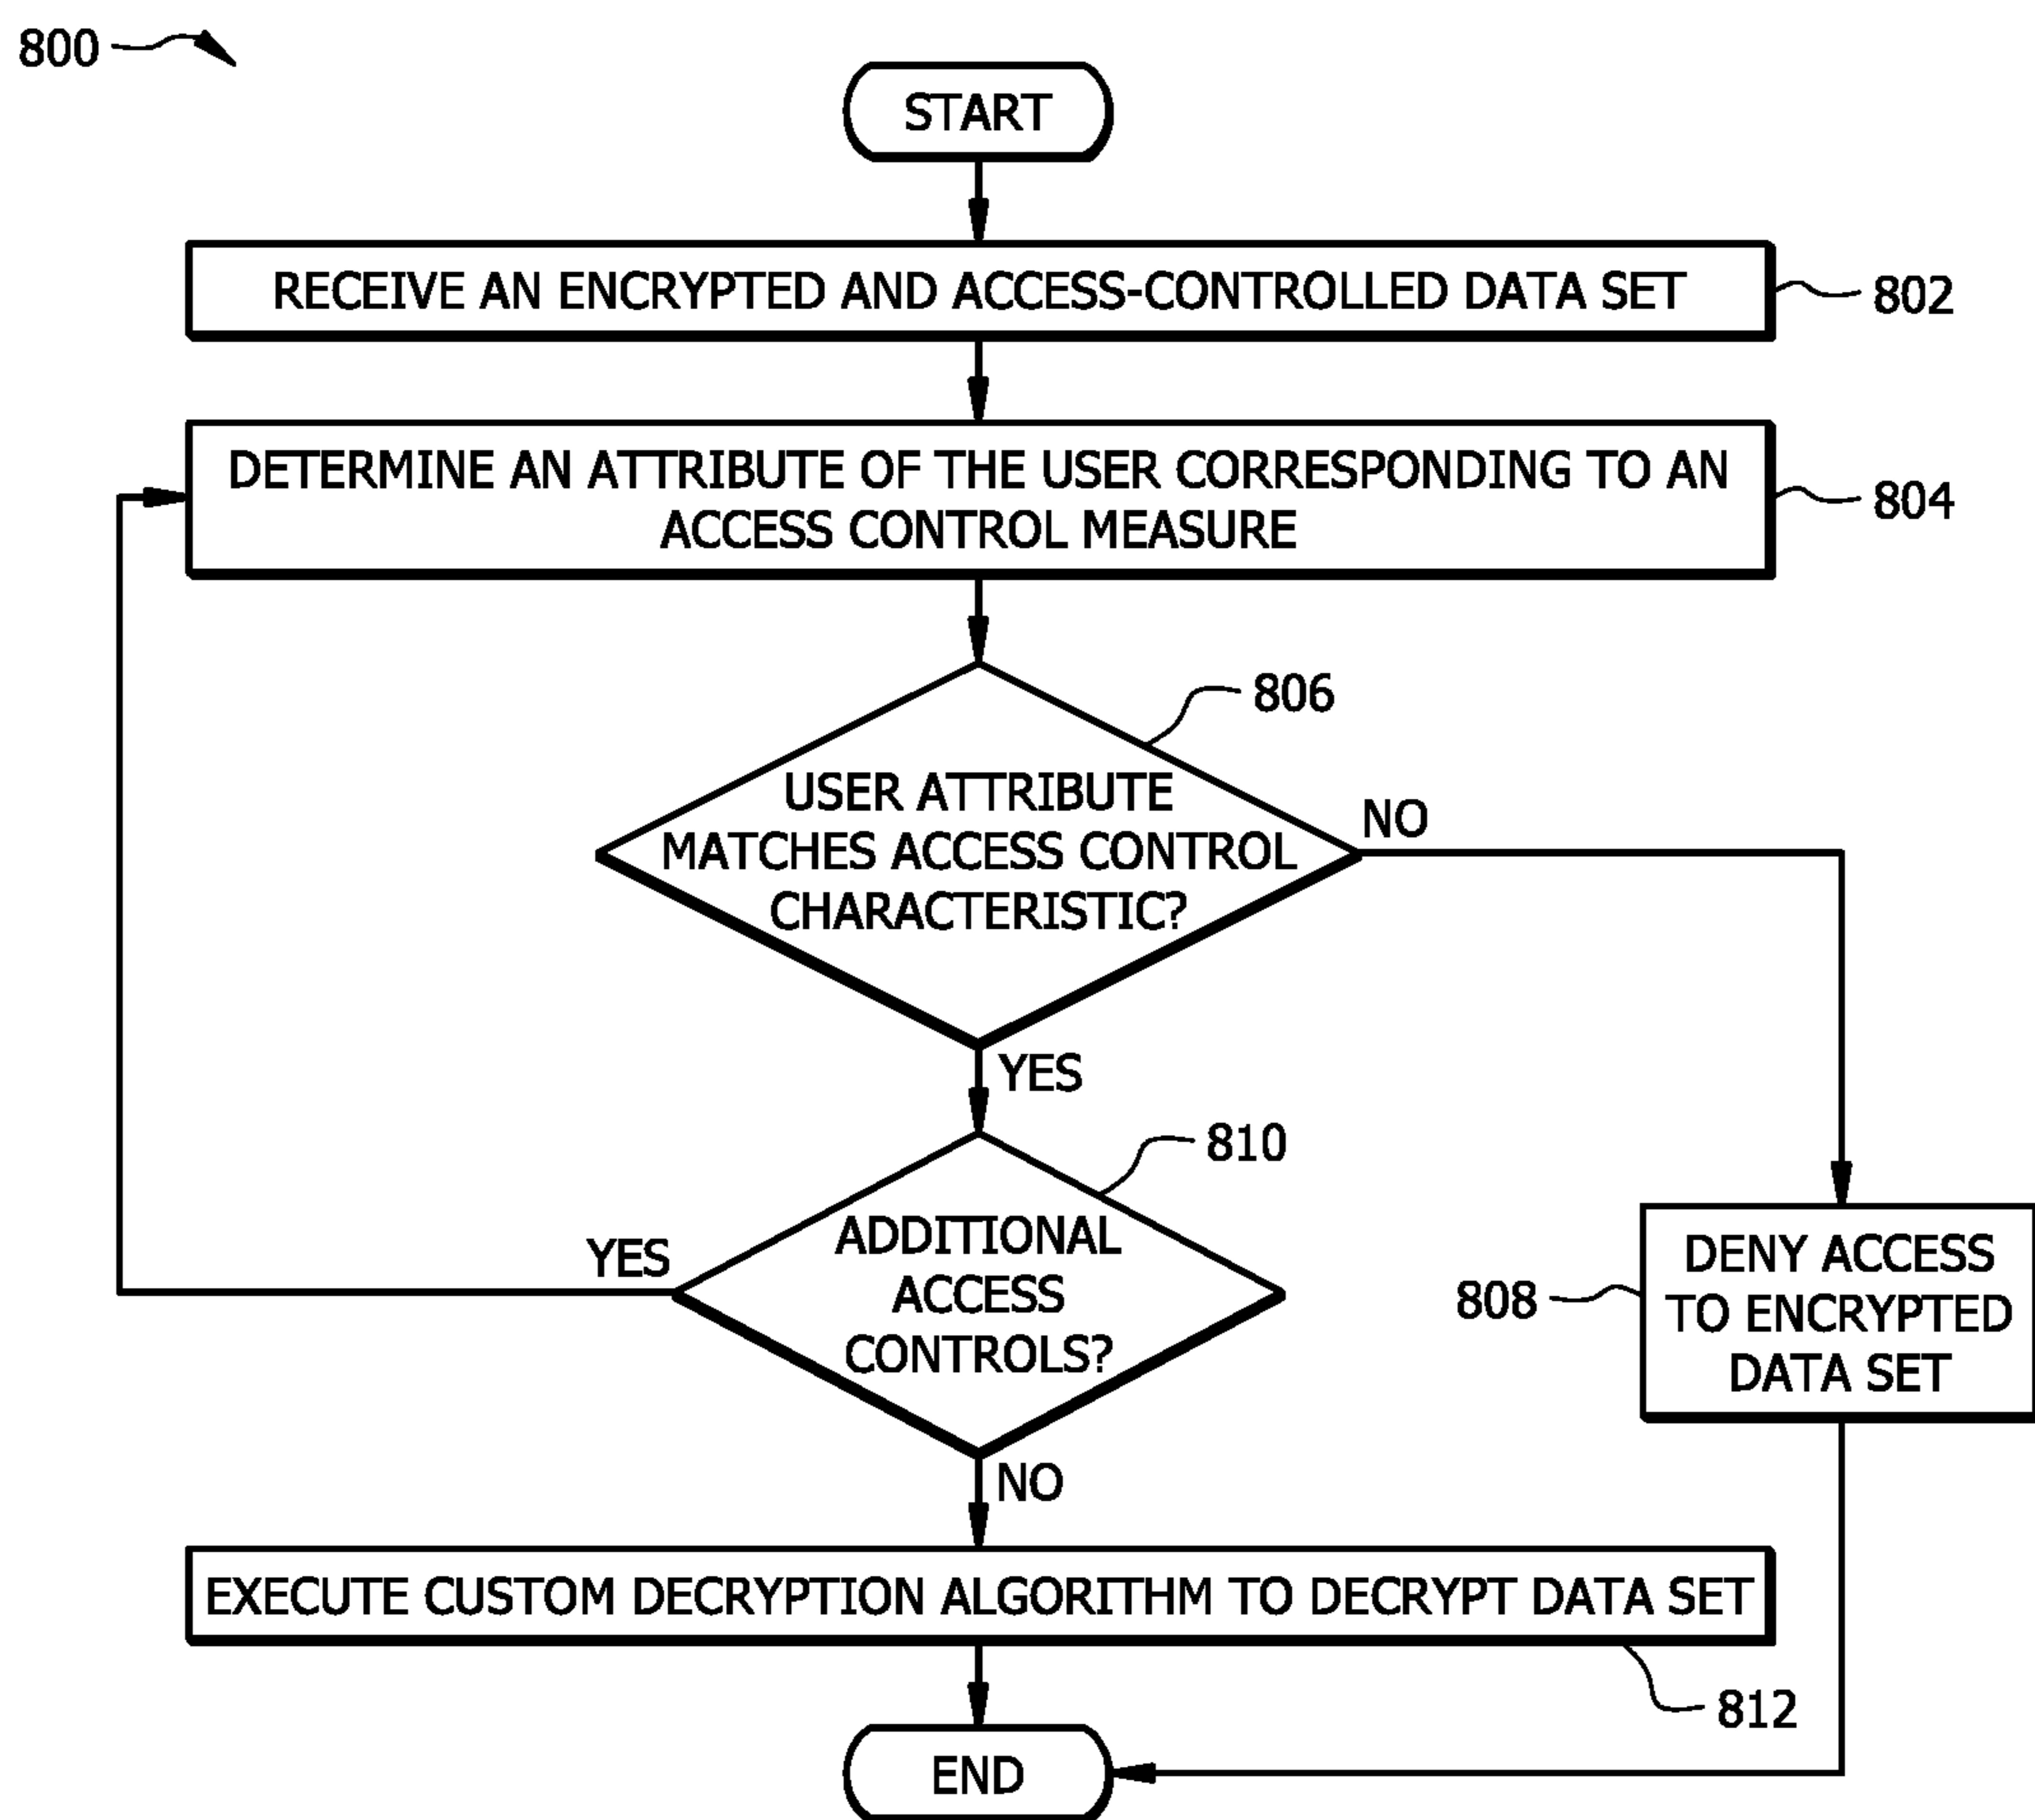 800
START
RECEIVE AN ENCRYPTED AND ACCESS-CONTROLLED DATA SET
802
DETERMINE AN ATTRIBUTE OF THE USER CORRESPONDING TO AN
ACCESS CONTROL MEASURE
804
806
USER ATTRIBUTE
MATCHES ACCESS CONTROL
CHARACTERISTIC?
NO
YES
810
ADDITIONAL
ACCESS
CONTROLS?
YES
NO
808
DENY ACCESS
TO ENCRYPTED
DATA SET
EXECUTE CUSTOM DECRYPTION ALGORITHM TO DECRYPT DATA SET
812
END